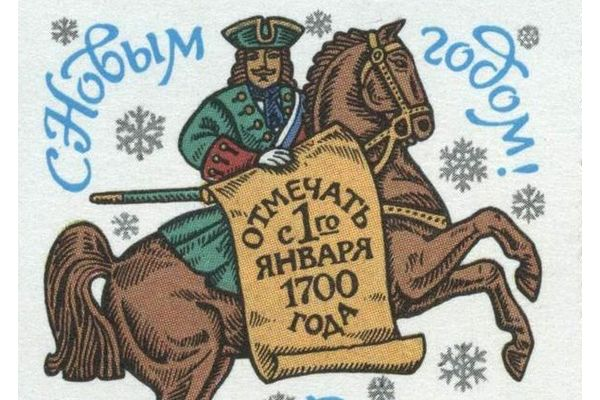 С Новым годом!
ОТМЕЧАТЬ
с 1го
ЯНВАРЯ
1700
ГОДА